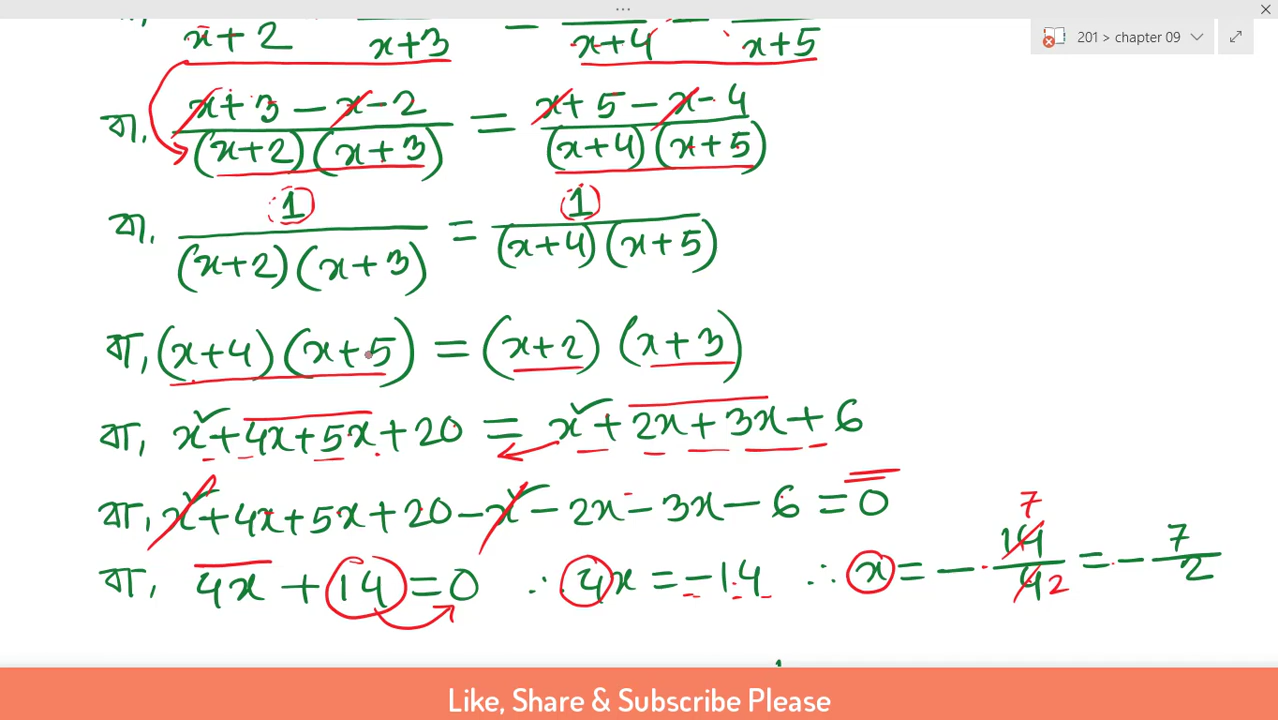 201 > chapter 09
x+2 x+3 - x+4 = x+5
বা, x+3-x-2 / (x+2)(x+3) = x+5-x-4 / (x+4)(x+5)
বা, 1 / (x+2)(x+3) = 1 / (x+4)(x+5)
বা, (x+4)(x+5) = (x+2)(x+3)
বা, x²+4x+5x+20 = x²+2x+3x+6
বা, x²+4x+5x+20-x²-2x-3x-6=0
বা, 4x+14=0 ∴ 4x=-14 ∴ x=-14/4 7 2 =-7/2
Like, Share & Subscribe Please